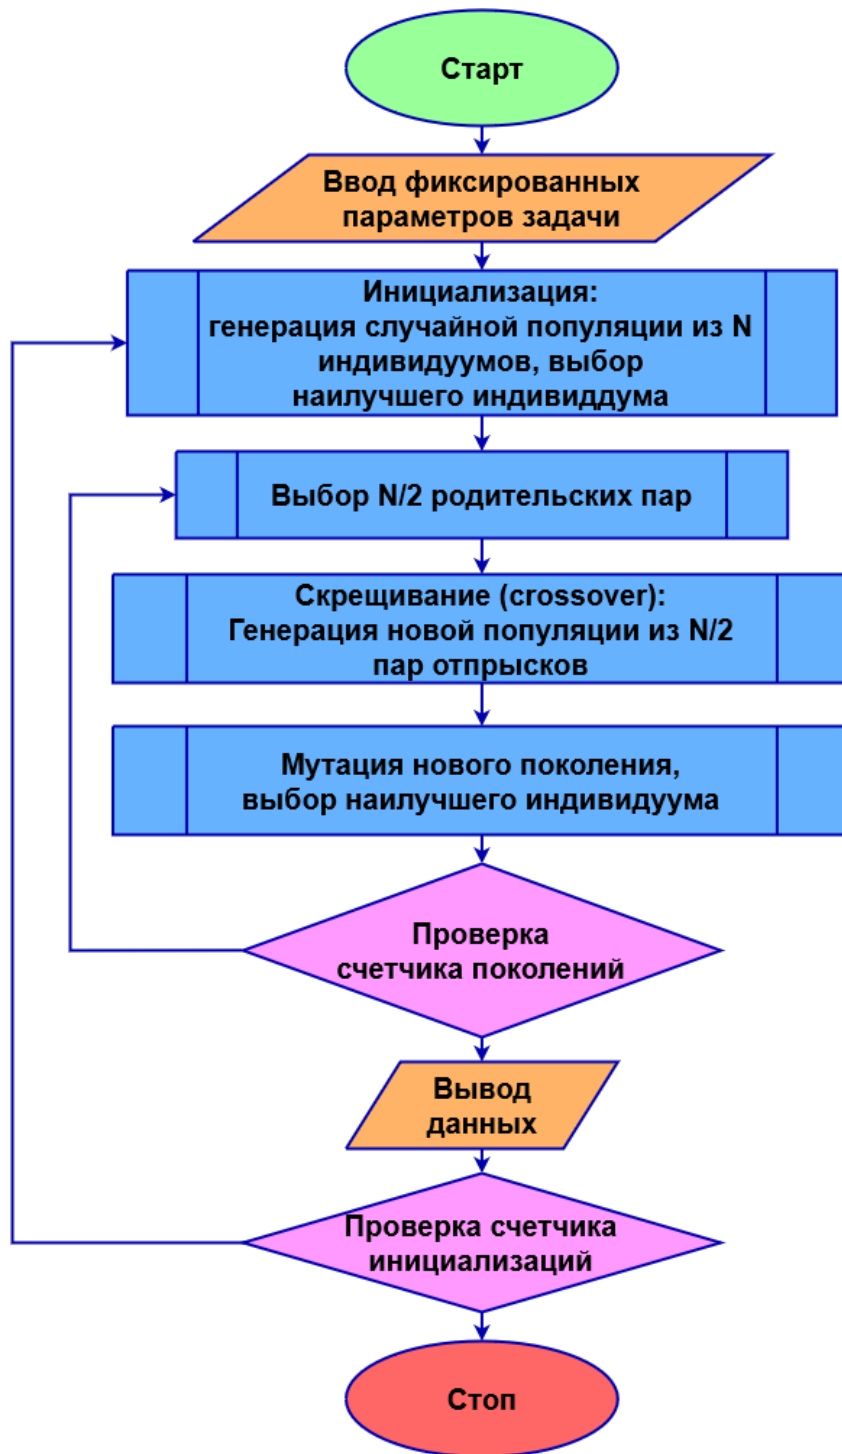 Старт
Ввод фиксированных
параметров задачи
Инициализация:
генерация случайной популяции из N
индивидуумов, выбор
наилучшего индивиддума
Выбор N/2 родительских пар
Скрещивание (crossover):
Генерация новой популяции из N/2
пар отпрысков
Мутация нового поколения,
выбор наилучшего индивидуума
Проверка
счетчика поколений
Вывод
данных
Проверка счетчика
инициализаций
Стоп